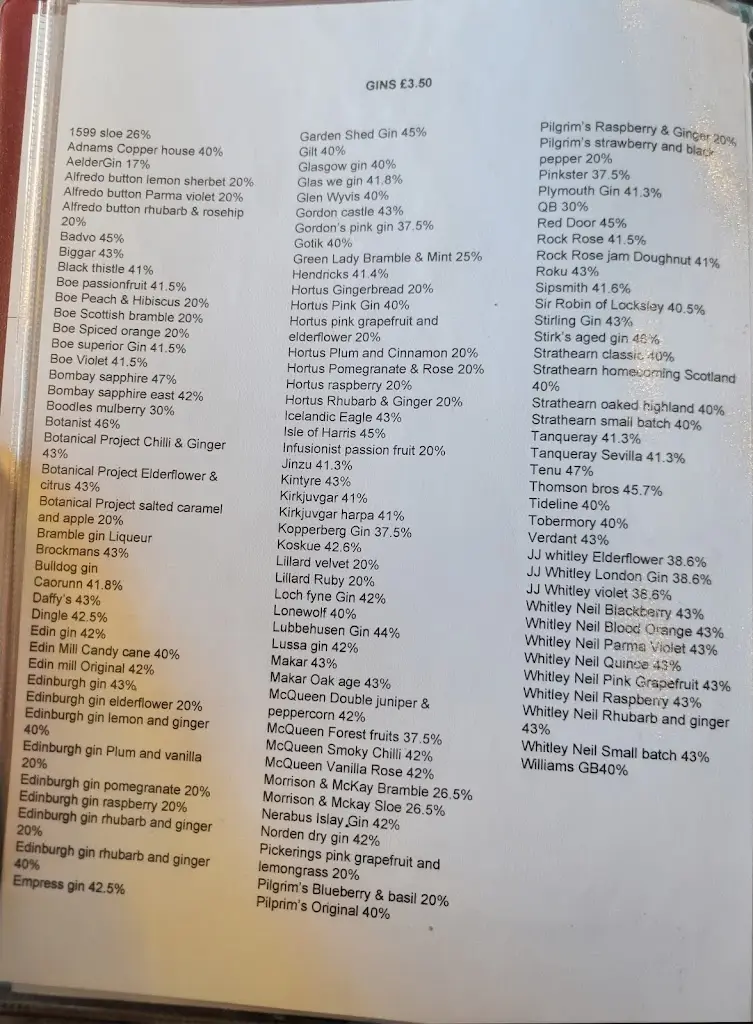 GINS £3.50
1599 sloe 26%
Adnams Copper house 40%
AelderGin 17%
Alfredo button lemon sherbet 20%
Alfredo button Parma violet 20%
Alfredo button rhubarb & rosehip
20%
Badvo 45%
Biggar 43%
Black thistle 41%
Boe passionfruit 41.5%
Boe Peach & Hibiscus 20%
Boe Scottish bramble 20%
Boe Spiced orange 20%
Boe superior Gin 41.5%
Boe Violet 41.5%
Bombay sapphire 47%
Bombay sapphire east 42%
Boodles mulberry 30%
Botanist 46%
Botanical Project Chilli & Ginger
43%
Botanical Project Elderflower &
citrus 43%
Botanical Project salted caramel
and apple 20%
Bramble gin Liqueur
Brockmans 43%
Bulldog gin
Caorunn 41.8%
Daffy's 43%
Dingle 42.5%
Edin gin 42%
Edin Mill Candy cane 40%
Edin mill Original 42%
Edinburgh gin 43%
Edinburgh gin elderflower 20%
Edinburgh gin lemon and ginger
40%
Edinburgh gin Plum and vanilla
20%
Edinburgh gin pomegranate 20%
Edinburgh gin raspberry 20%
Edinburgh gin rhubarb and ginger
20%
Edinburgh gin rhubarb and ginger
40%
Empress gin 42.5%
Garden Shed Gin 45%
Gilt 40%
Glasgow gin 40%
Glas we gin 41.8%
Glen Wyvis 40%
Gordon castle 43%
Gordon's pink gin 37.5%
Gotik 40%
Green Lady Bramble & Mint 25%
Hendricks 41.4%
Hortus Gingerbread 20%
Hortus Pink Gin 40%
Hortus pink grapefruit and
elderflower 20%
Hortus Plum and Cinnamon 20%
Hortus Pomegranate & Rose 20%
Hortus raspberry 20%
Hortus Rhubarb & Ginger 20%
Icelandic Eagle 43%
Isle of Harris 45%
Infusionist passion fruit 20%
Jinzu 41.3%
Kintyre 43%
Kirkjuvgar 41%
Kirkjuvgar harpa 41%
Kopperberg Gin 37.5%
Koskue 42.6%
Lillard velvet 20%
Lillard Ruby 20%
Loch fyne Gin 42%
Lonewolf 40%
Lubbehusen Gin 44%
Lussa gin 42%
Makar 43%
Makar Oak age 43%
McQueen Double juniper &
peppercorn 42%
McQueen Forest fruits 37.5%
McQueen Smoky Chilli 42%
McQueen Vanilla Rose 42%
Morrison & McKay Bramble 26.5%
Morrison & Mckay Sloe 26.5%
Nerabus Islay Gin 42%
Norden dry gin 42%
Pickerings pink grapefruit and
lemongrass 20%
Pilgrim's Blueberry & basil 20%
Pilprim's Original 40%
Pilgrim's Raspberry & Ginger 20%
Pilgrim's strawberry and black
pepper 20%
Pinkster 37.5%
Plymouth Gin 41.3%
QB 30%
Red Door 45%
Rock Rose 41.5%
Rock Rose jam Doughnut 41%
Roku 43%
Sipsmith 41.6%
Sir Robin of Locksley 40.5%
Stirling Gin 43%
Stirk's aged gin
Strathearn classic 40%
Strathearn homecoming Scotland
40%
Strathearn oaked highland 40%
Strathearn small batch 40%
Tanqueray 41.3%
Tanqueray Sevilla 41.3%
Tenu 47%
Thomson bros 45.7%
Tideline 40%
Tobermory 40%
Verdant 43%
JJ whitley Elderflower 38.6%
JJ Whitley London Gin 38.6%
JJ Whitley violet 38.6%
Whitley Neil Blackberry 43%
Whitley Neil Blood Orange 43%
Whitley Neil Parma Violet 43%
Whitley Neil Quince 43%
Whitley Neil Pink Grapefruit 43%
Whitley Neil Raspberry 43%
Whitley Neil Rhubarb and ginger
43%
Whitley Neil Small batch 43%
Williams GB40%